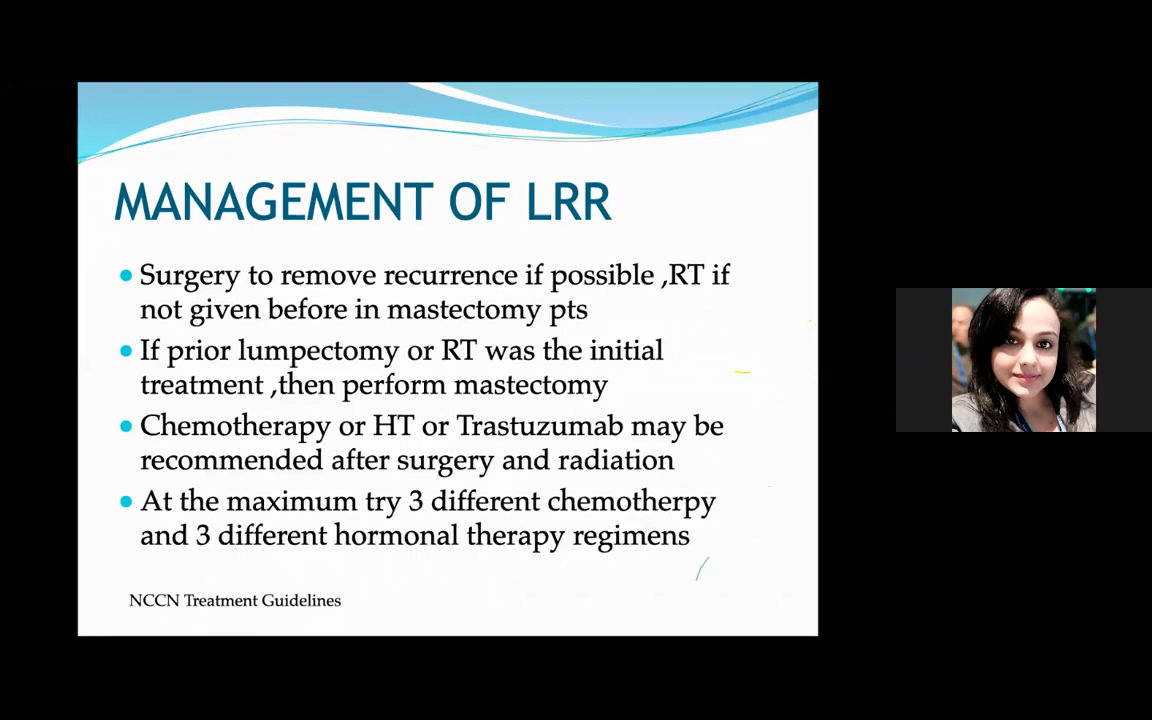 MANAGEMENT OF LRR
Surgery to remove recurrence if possible ,RT if
not given before in mastectomy pts
If prior lumpectomy or RT was the initial
treatment ,then perform mastectomy
Chemotherapy or HT or Trastuzumab may be
recommended after surgery and radiation
At the maximum try 3 different chemotherpy
and 3 different hormonal therapy regimens
NCCN Treatment Guidelines